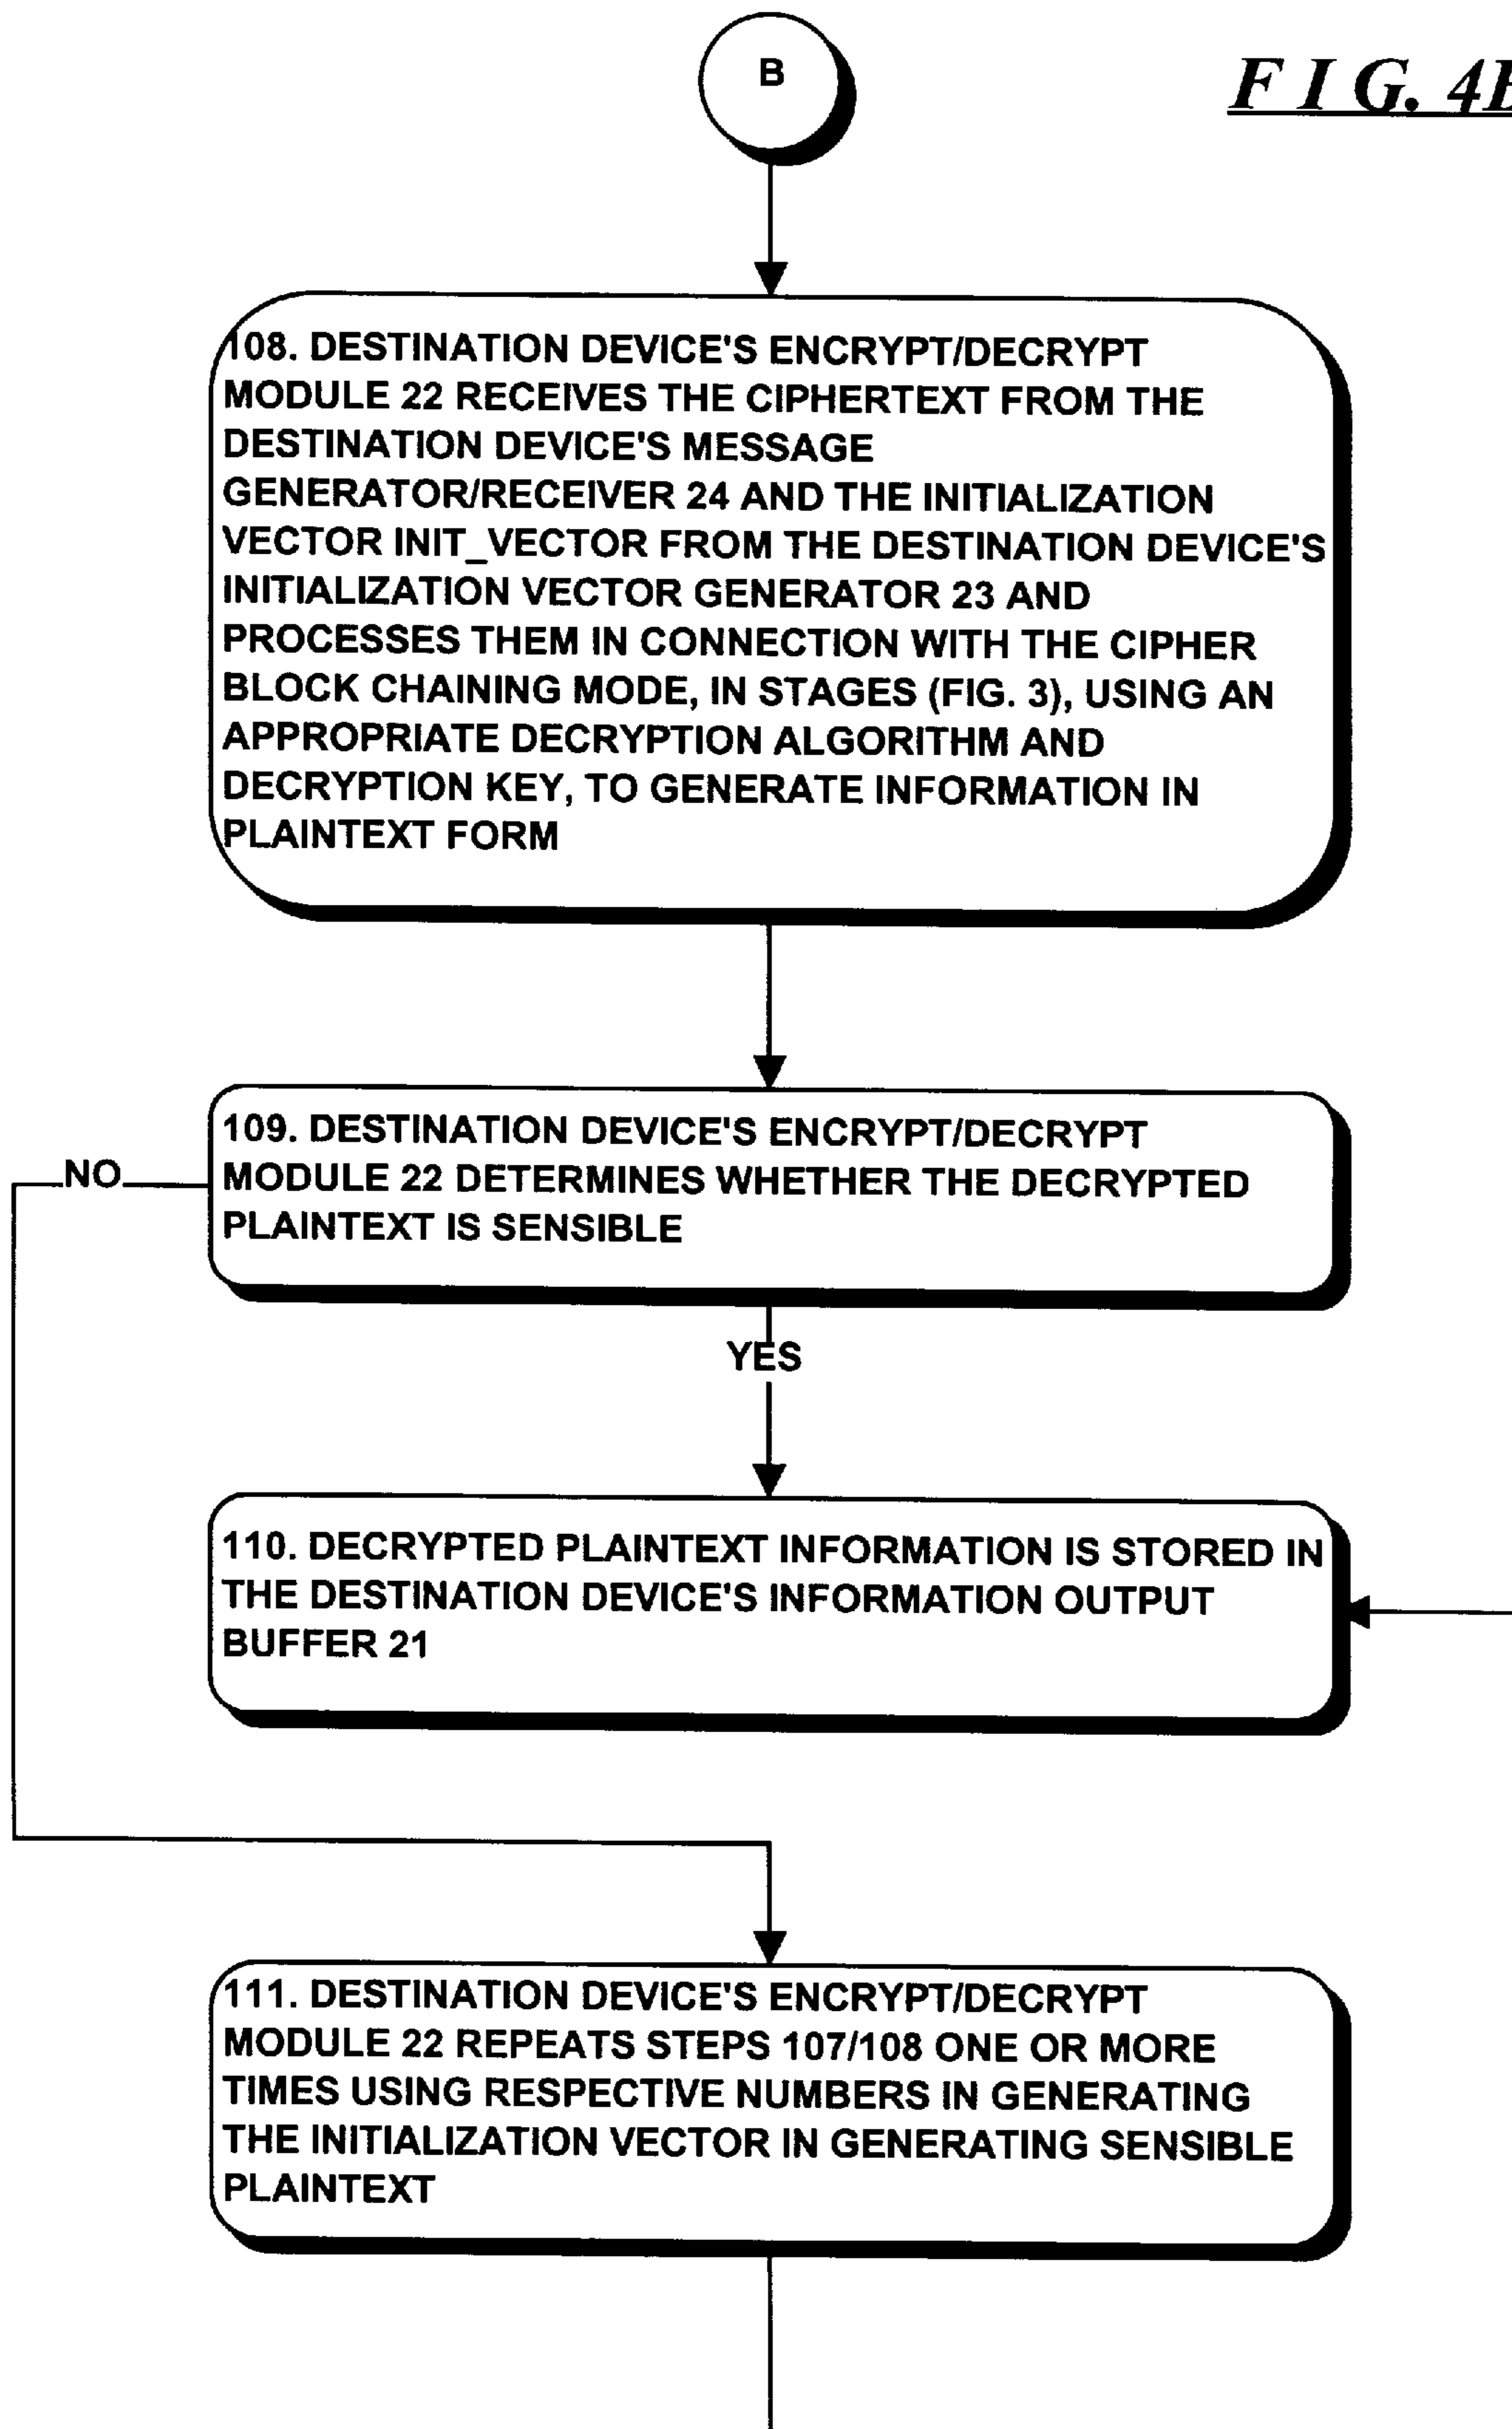 B
FIG. 4B
108. DESTINATION DEVICE'S ENCRYPT/DECRYPT
MODULE 22 RECEIVES THE CIPHERTEXT FROM THE
DESTINATION DEVICE'S MESSAGE
GENERATOR/RECEIVER 24 AND THE INITIALIZATION
VECTOR INIT_VECTOR FROM THE DESTINATION DEVICE'S
INITIALIZATION VECTOR GENERATOR 23 AND
PROCESSES THEM IN CONNECTION WITH THE CIPHER
BLOCK CHAINING MODE, IN STAGES (FIG. 3), USING AN
APPROPRIATE DECRYPTION ALGORITHM AND
DECRYPTION KEY, TO GENERATE INFORMATION IN
PLAINTEXT FORM
109. DESTINATION DEVICE'S ENCRYPT/DECRYPT
MODULE 22 DETERMINES WHETHER THE DECRYPTED
PLAINTEXT IS SENSIBLE
NO
YES
110. DECRYPTED PLAINTEXT INFORMATION IS STORED IN
THE DESTINATION DEVICE'S INFORMATION OUTPUT
BUFFER 21
111. DESTINATION DEVICE'S ENCRYPT/DECRYPT
MODULE 22 REPEATS STEPS 107/108 ONE OR MORE
TIMES USING RESPECTIVE NUMBERS IN GENERATING
THE INITIALIZATION VECTOR IN GENERATING SENSIBLE
PLAINTEXT